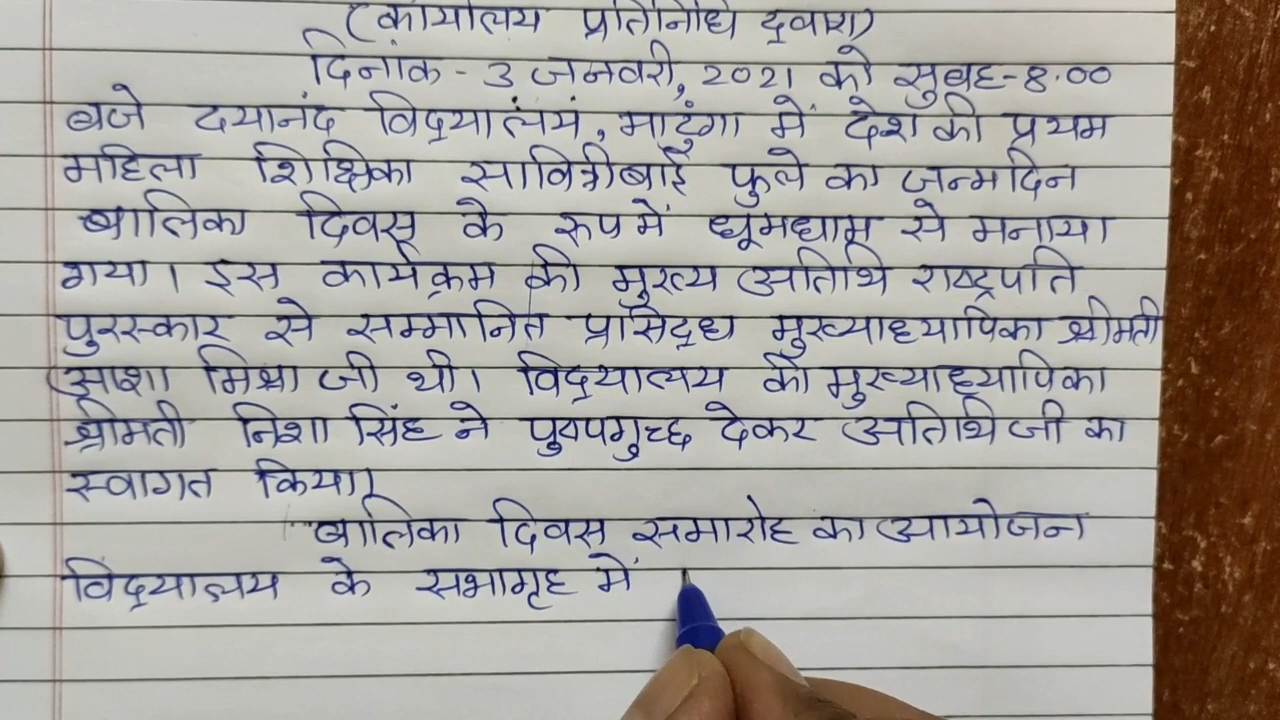 (कार्यालय प्रतिनिधि द्वारा)
दिनांक - 3 जनवरी, 2021 को सुबह-8.00
बजे दयानंद विद्यालयं, माटुंगा में देश की प्रथम
महिला शिक्षिका सावित्रीबाई फुले का जन्मदिन
बालिका दिवस के रुप में धूमधाम से मनाया
गया। इस कार्यक्रम की मुख्य अतिथि राष्ट्रपति
पुरस्कार से सम्मानित प्रसिद्ध मुख्याध्यापिका श्रीमती
आशा मिश्रा जी थी। विद्यालय की मुख्याध्यापिका
श्रीमती निशा सिंह ने पुष्पगुच्छ देकर अतिथि जी का
स्वागत किया।
बालिका दिवस समारोह का आयोजन
विद्यालय के सभागृह में